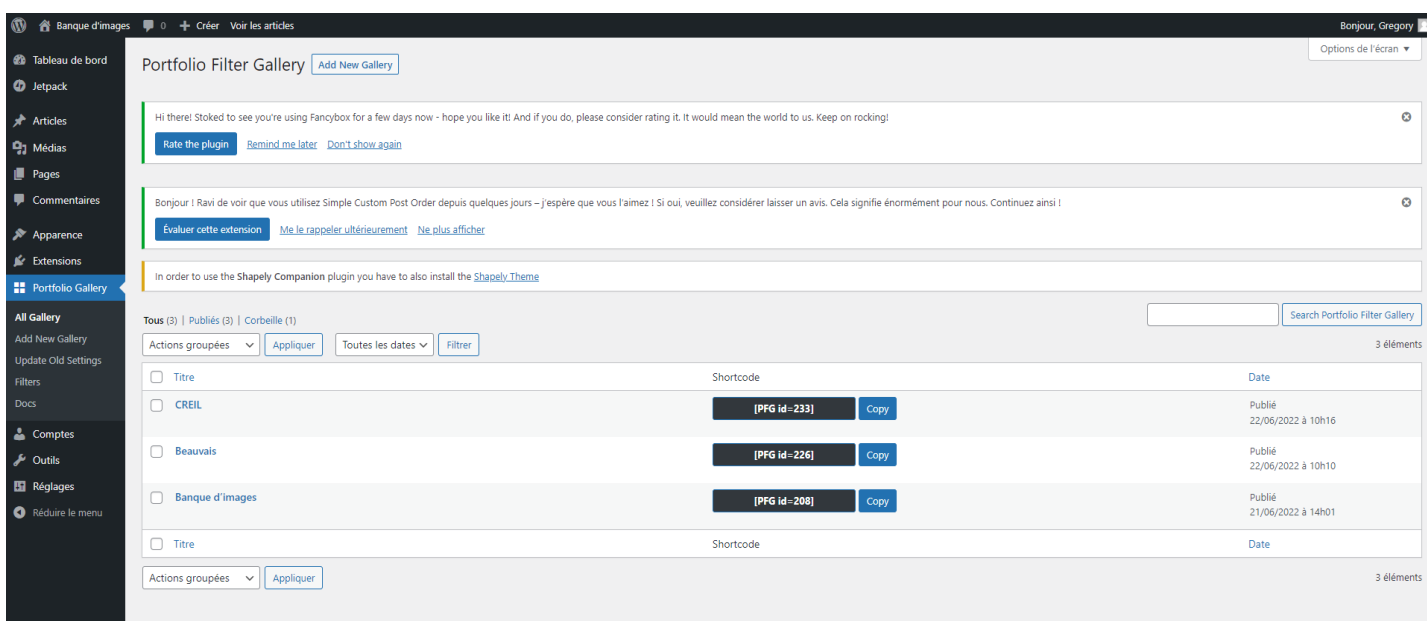 Banque d'images 0 Créer Voir les articles Bonjour, Gregory
Tableau de bord
Jetpack
Articles
Médias
Pages
Commentaires
Apparence
Extensions
Portfolio Gallery
All Gallery
Add New Gallery
Update Old Settings
Filters
Docs
Comptes
Outils
Réglages
Réduire le menu
Options de l'écran
Portfolio Filter Gallery Add New Gallery
Hi there! Stoked to see you're using Fancybox for a few days now - hope you like it! And if you do, please consider rating it. It would mean the world to us. Keep on rocking!
Rate the plugin Remind me later Don't show again
Bonjour ! Ravi de voir que vous utilisez Simple Custom Post Order depuis quelques jours – j'espère que vous l'aimez ! Si oui, veuillez considérer laisser un avis. Cela signifie énormément pour nous. Continuez ainsi !
Évaluer cette extension Me le rappeler ultérieurement Ne plus afficher
In order to use the Shapely Companion plugin you have to also install the Shapely Theme
Tous (3) | Publiés (3) | Corbeille (1) Search Portfolio Filter Gallery
Actions groupées Appliquer Toutes les dates Filtrer 3 éléments
Titre Shortcode Date
CREIL [PFG id=233] Copy Publié
22/06/2022 à 10h16
Beauvais [PFG id=226] Copy Publié
22/06/2022 à 10h10
Banque d'images [PFG id=208] Copy Publié
21/06/2022 à 14h01
Titre Shortcode Date
Actions groupées Appliquer 3 éléments